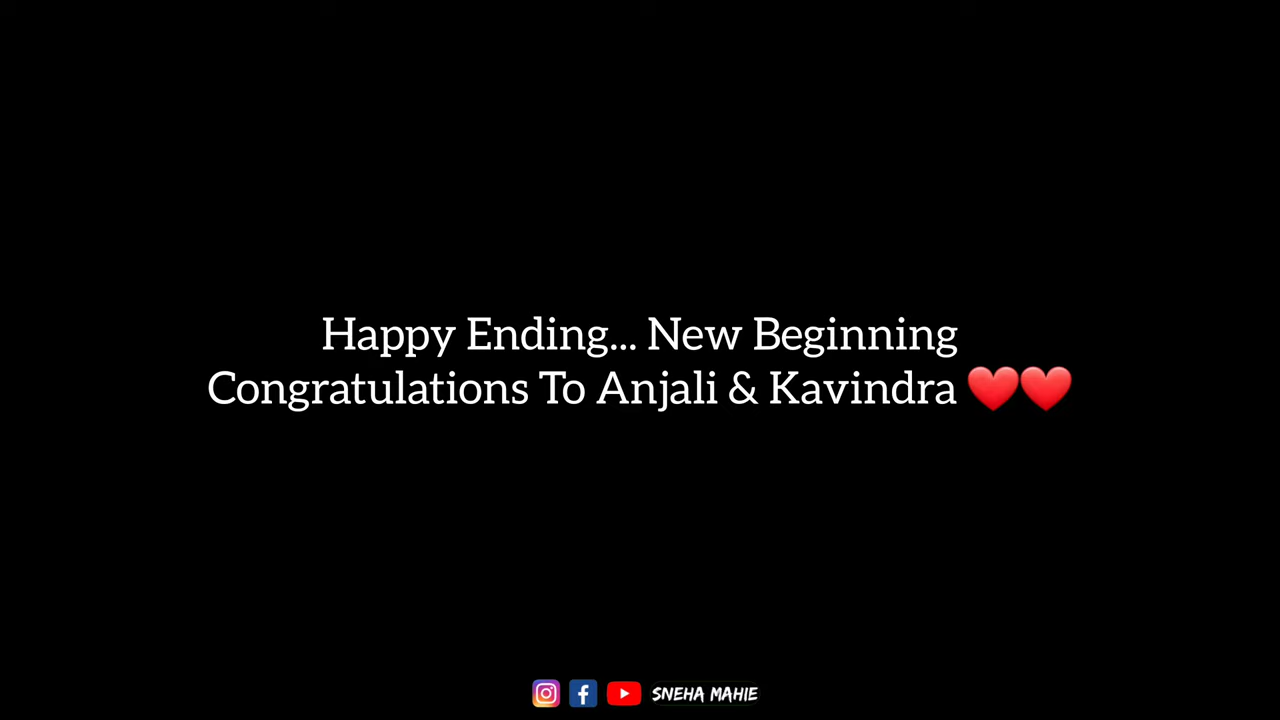 Happy Ending... New Beginning
Congratulations To Anjali & Kavindra ❤️❤️
SNEHA MAHIE